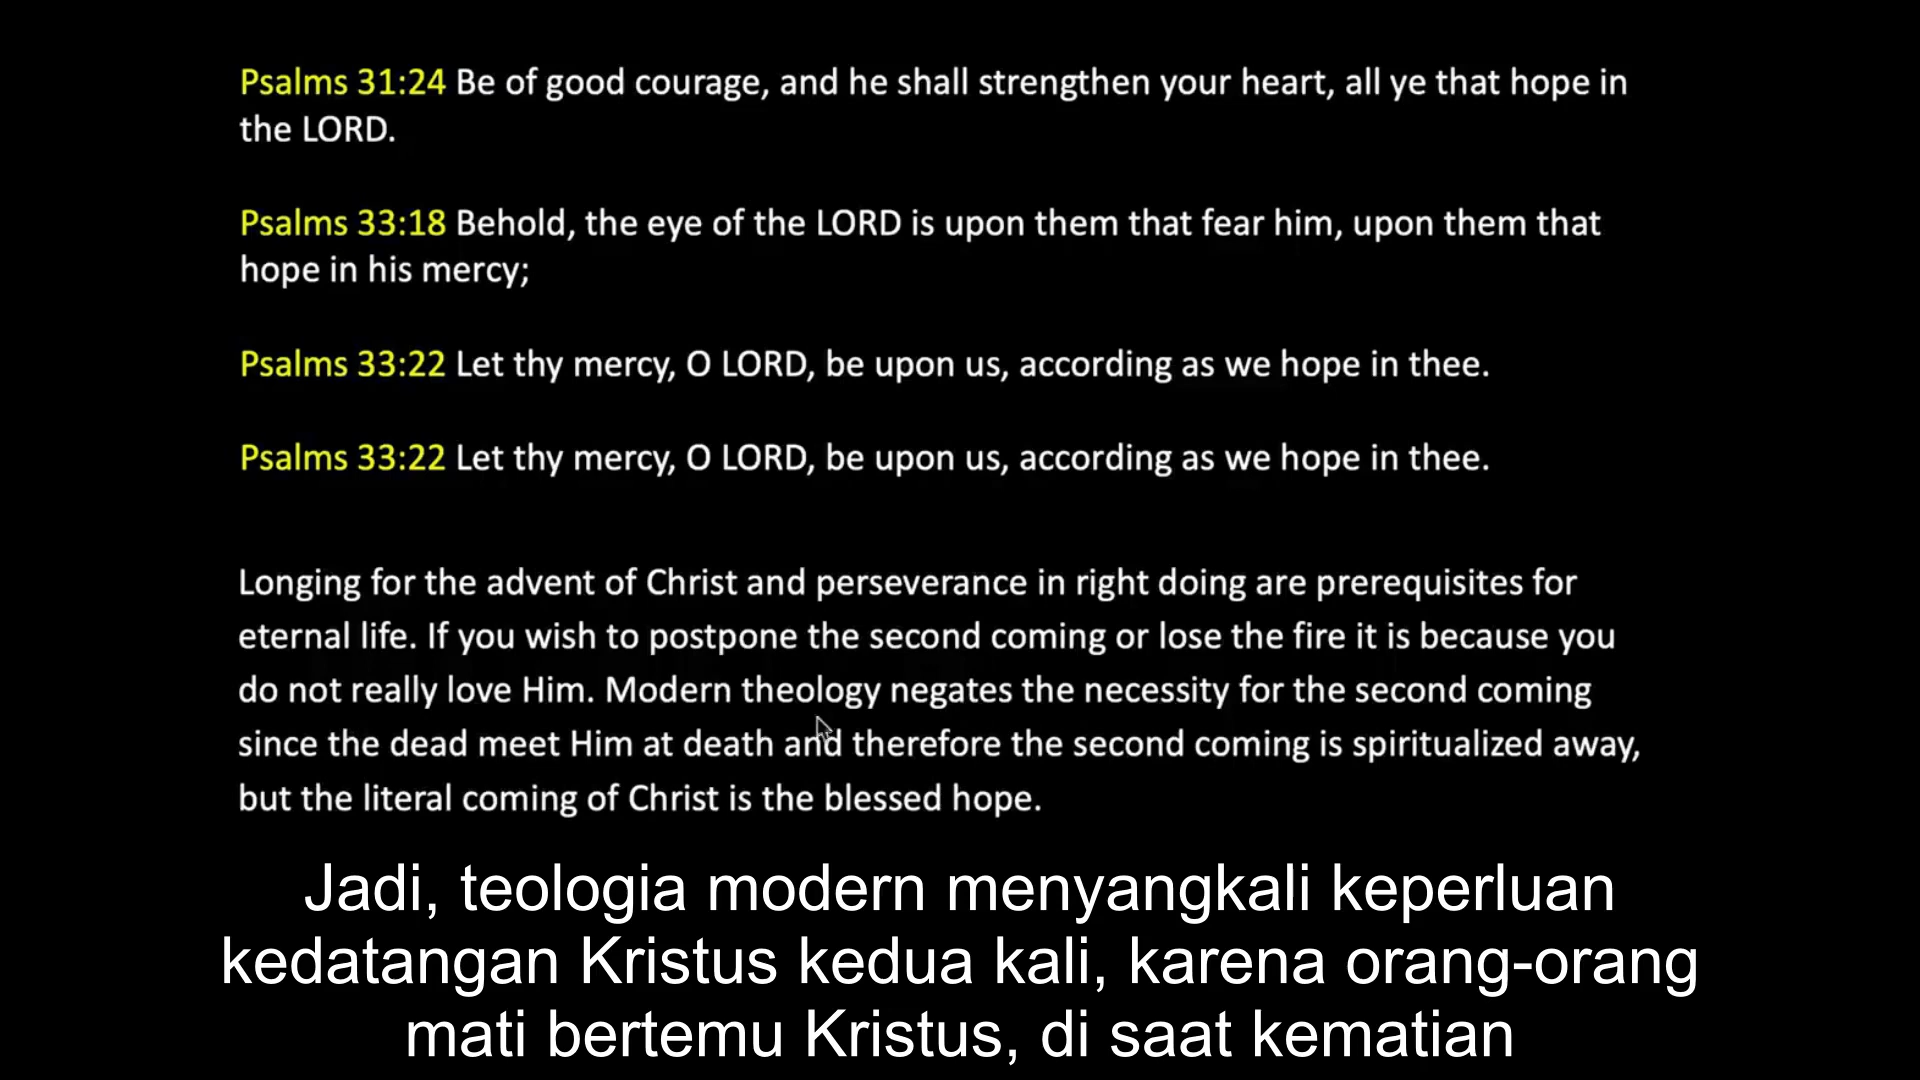 Psalms 31:24 Be of good courage, and he shall strengthen your heart, all ye that hope in
the LORD.
Psalms 33:18 Behold, the eye of the LORD is upon them that fear him, upon them that
hope in his mercy;
Psalms 33:22 Let thy mercy, O LORD, be upon us, according as we hope in thee.
Psalms 33:22 Let thy mercy, O LORD, be upon us, according as we hope in thee.
Longing for the advent of Christ and perseverance in right doing are prerequisites for
eternal life. If you wish to postpone the second coming or lose the fire it is because you
do not really love Him. Modern theology negates the necessity for the second coming
since the dead meet Him at death and therefore the second coming is spiritualized away,
but the literal coming of Christ is the blessed hope.
Jadi, teologia modern menyangkali keperluan
kedatangan Kristus kedua kali, karena orang-orang
mati bertemu Kristus, di saat kematian